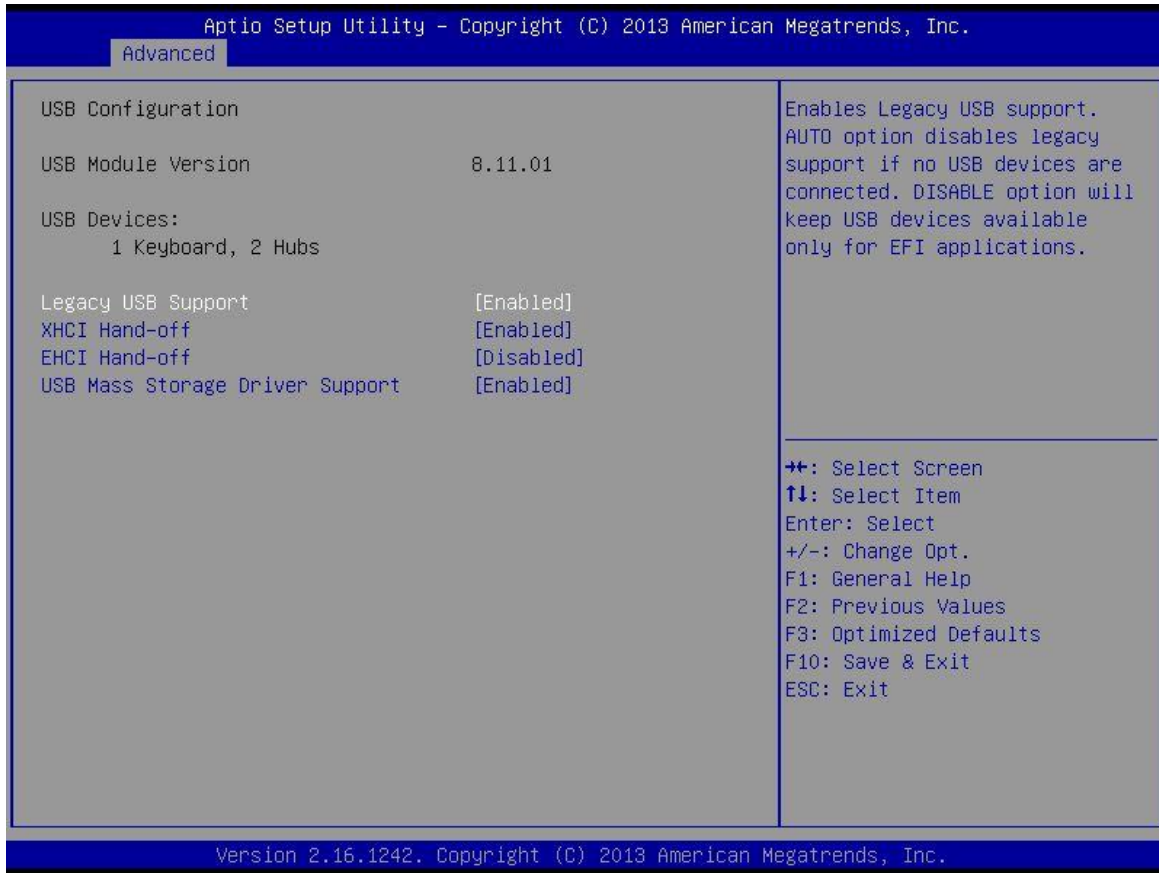 Aptio Setup Utility – Copyright (C) 2013 American Megatrends, Inc.
Advanced
USB Configuration
USB Module Version 8.11.01
USB Devices:
1 Keyboard, 2 Hubs
Legacy USB Support [Enabled]
XHCI Hand-off [Enabled]
EHCI Hand-off [Disabled]
USB Mass Storage Driver Support [Enabled]
Enables Legacy USB support.
AUTO option disables legacy
support if no USB devices are
connected. DISABLE option will
keep USB devices available
only for EFI applications.
→←: Select Screen
↑↓: Select Item
Enter: Select
+/-: Change Opt.
F1: General Help
F2: Previous Values
F3: Optimized Defaults
F10: Save & Exit
ESC: Exit
Version 2.16.1242. Copyright (C) 2013 American Megatrends, Inc.